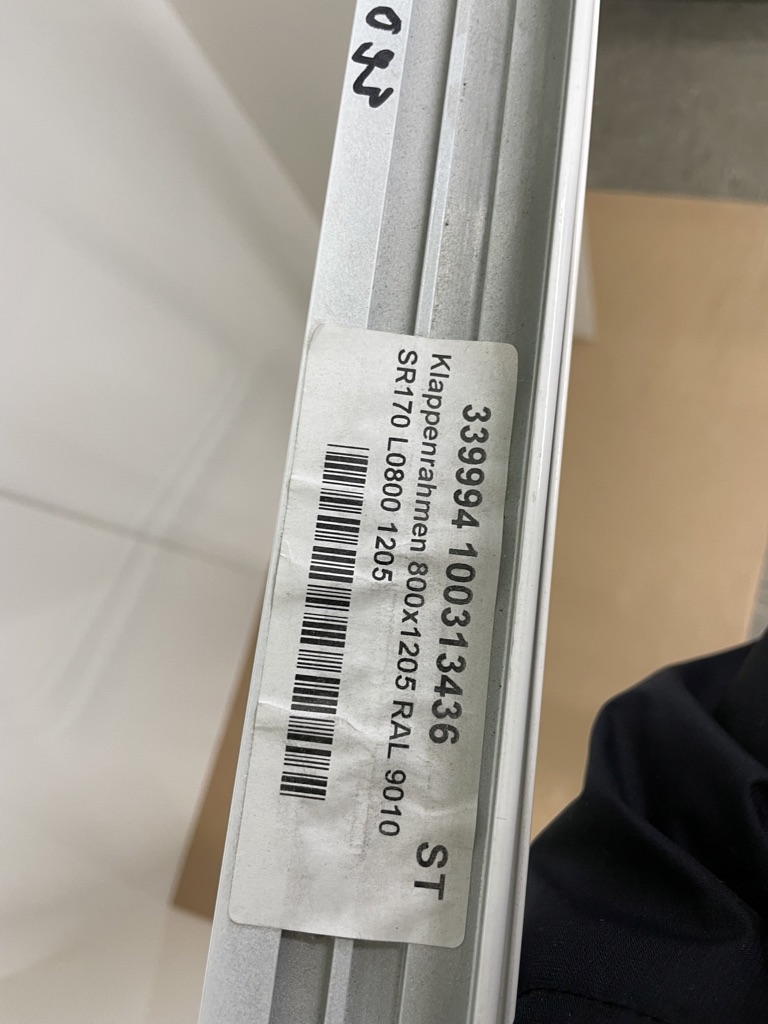 339994 100313436 ST
Klappenrahmen 800x1205 RAL 9010
SR170 L0800 1205